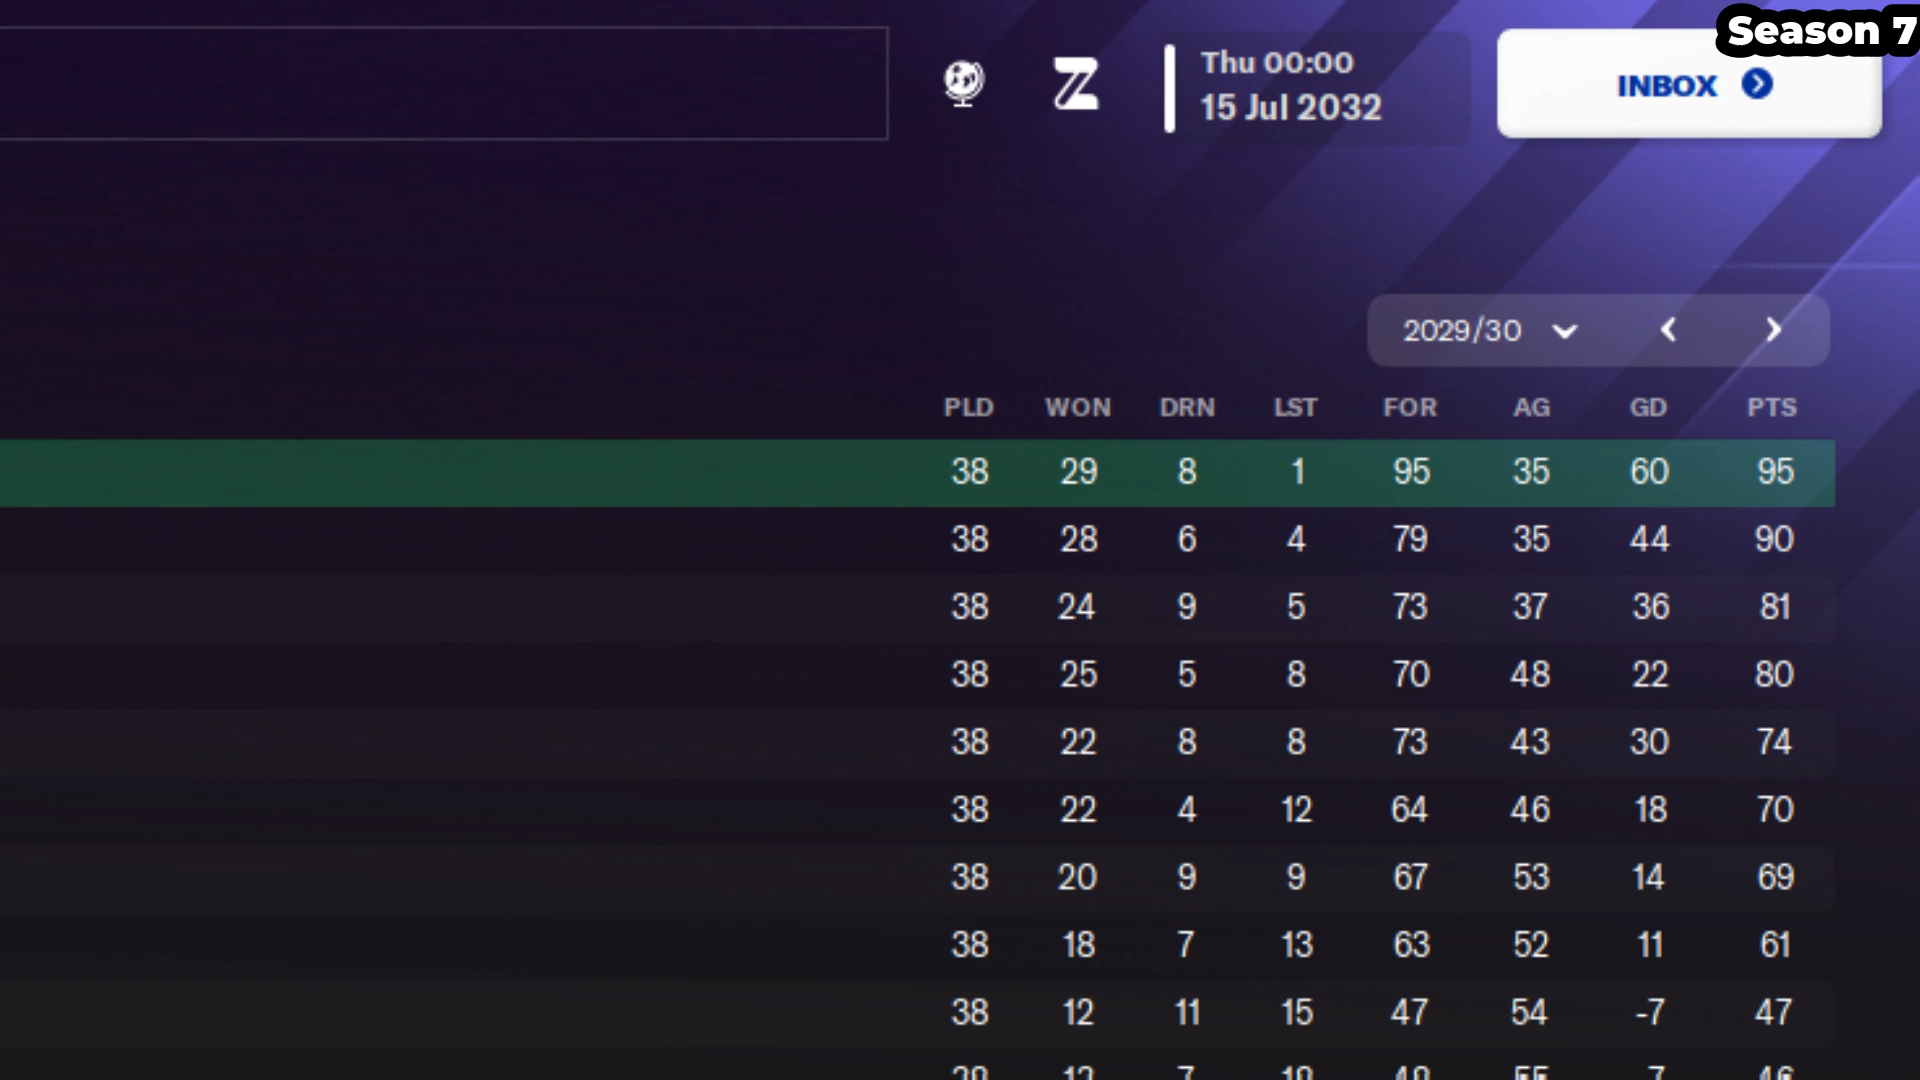 Season 7
Thu 00:00
15 Jul 2032
INBOX
2029/30
PLD WON DRN LST FOR AG GD PTS
38 29 8 1 95 35 60 95
38 28 6 4 79 35 44 90
38 24 9 5 73 37 36 81
38 25 5 8 70 48 22 80
38 22 8 8 73 43 30 74
38 22 4 12 64 46 18 70
38 20 9 9 67 53 14 69
38 18 7 13 63 52 11 61
38 12 11 15 47 54 -7 47